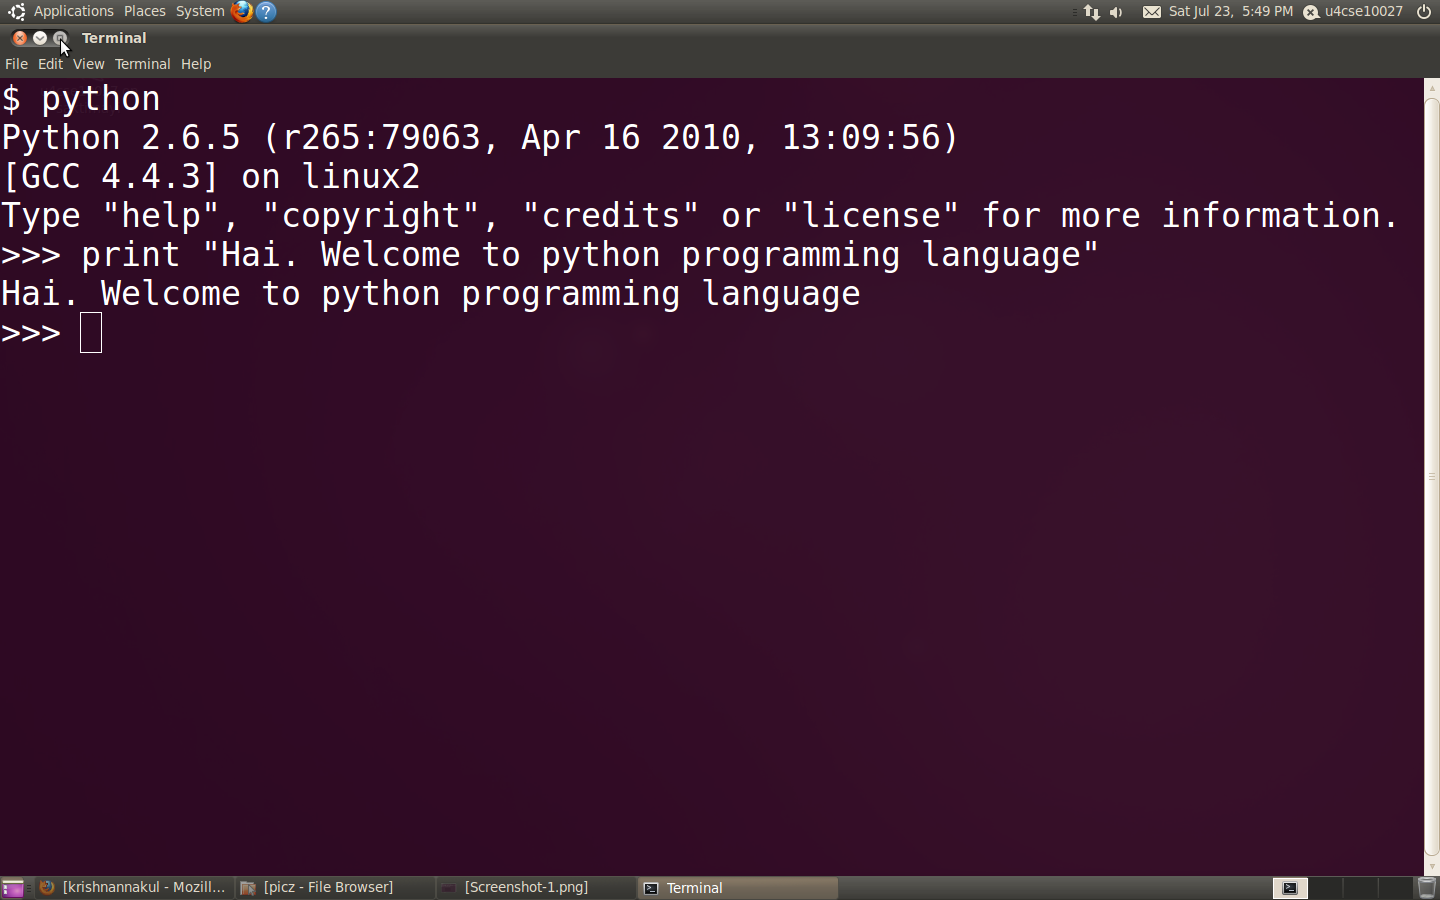 Applications Places System Sat Jul 23, 5:49 PM u4cse10027
Terminal
File Edit View Terminal Help
$ python
Python 2.6.5 (r265:79063, Apr 16 2010, 13:09:56)
[GCC 4.4.3] on linux2
Type "help", "copyright", "credits" or "license" for more information.
>>> print "Hai. Welcome to python programming language"
Hai. Welcome to python programming language
>>>
[krishnannakul - Mozill... [picz - File Browser] [Screenshot-1.png] Terminal